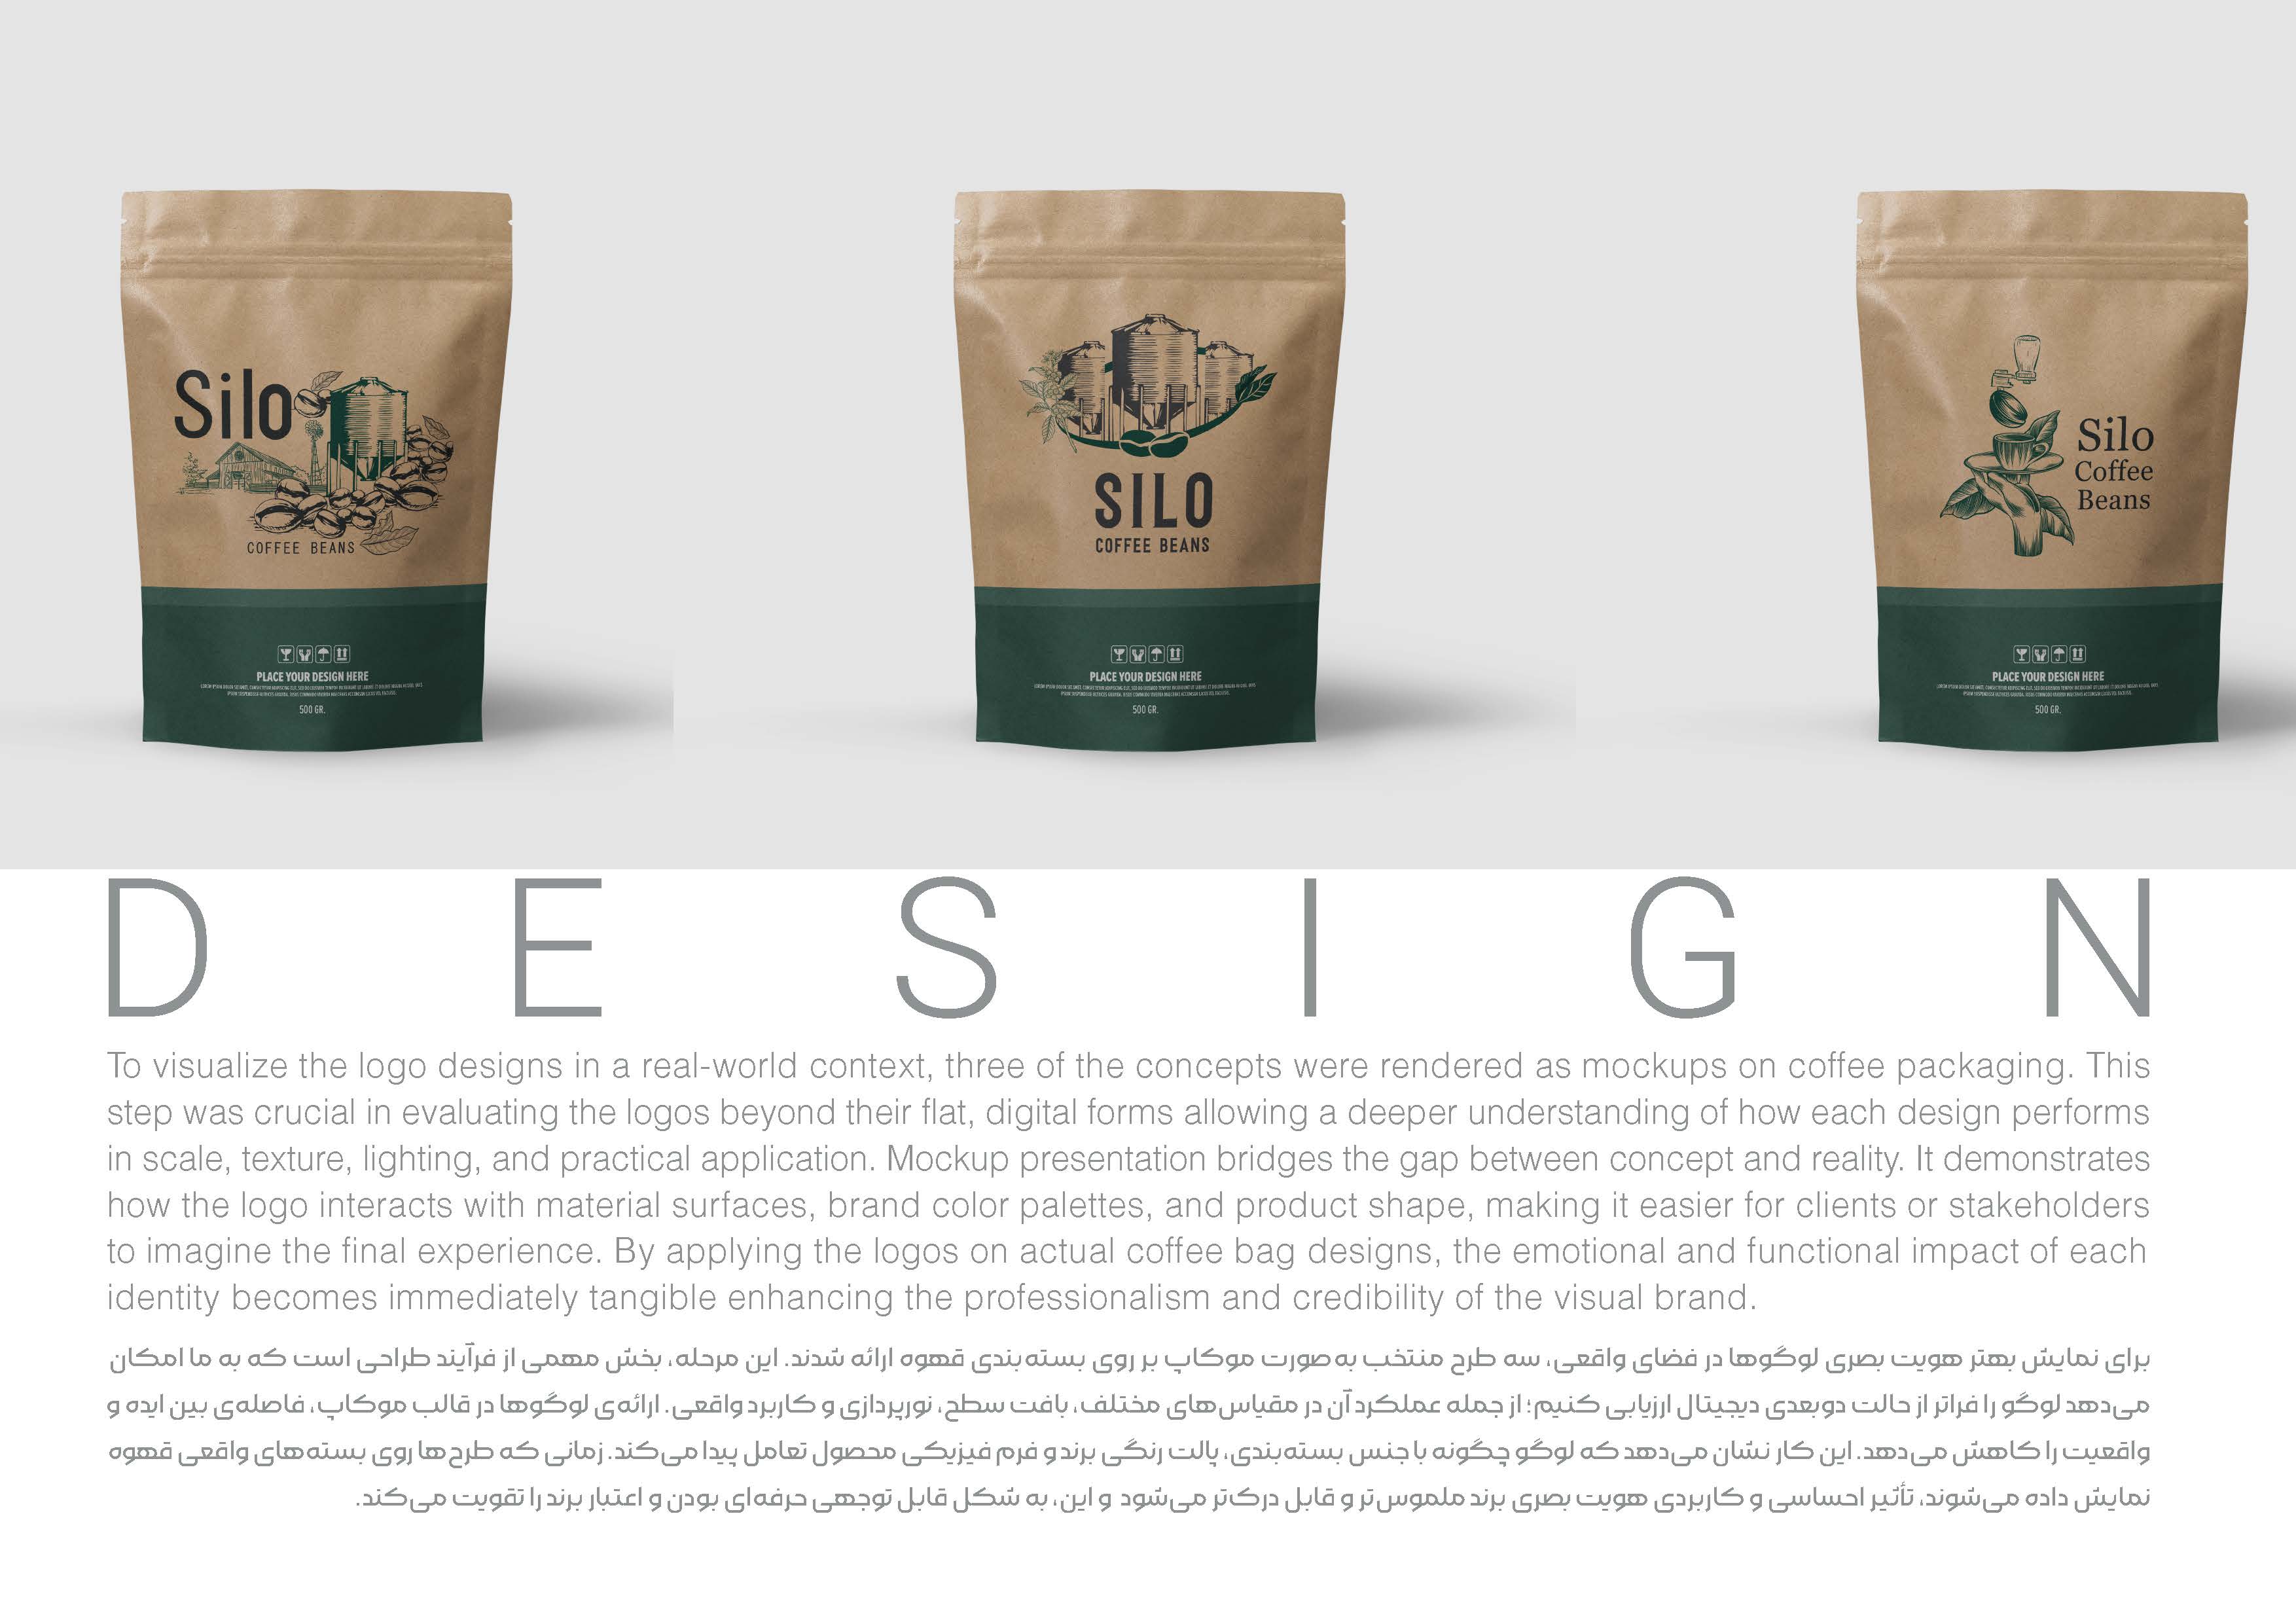 Silo
COFFEE BEANS
PLACE YOUR DESIGN HERE
500 GR.
SILO
COFFEE BEANS
PLACE YOUR DESIGN HERE
500 GR.
Silo
Coffee
Beans
PLACE YOUR DESIGN HERE
500 GR.
DESIGN
To visualize the logo designs in a real-world context, three of the concepts were rendered as mockups on coffee packaging. This
step was crucial in evaluating the logos beyond their flat, digital forms allowing a deeper understanding of how each design performs
in scale, texture, lighting, and practical application. Mockup presentation bridges the gap between concept and reality. It demonstrates
how the logo interacts with material surfaces, brand color palettes, and product shape, making it easier for clients or stakeholders
to imagine the final experience. By applying the logos on actual coffee bag designs, the emotional and functional impact of each
identity becomes immediately tangible enhancing the professionalism and credibility of the visual brand.
برای نمایش بهتر هویت بصری لوگوها در فضای واقعی، سه طرح منتخب به‌صورت موکاپ بر روی بسته‌بندی قهوه ارائه شدند. این مرحله، بخش مهمی از فرآیند طراحی است که به ما امکان
می‌دهد لوگو را فراتر از حالت دوبعدی دیجیتال ارزیابی کنیم؛ از جمله عملکرد آن در مقیاس‌های مختلف، بافت سطح، نورپردازی و کاربرد واقعی. ارائه‌ی لوگوها در قالب موکاپ، فاصله‌ی بین ایده و
واقعیت را کاهش می‌دهد. این کار نشان می‌دهد که لوگو چگونه با جنس بسته‌بندی، پالت رنگی برند و فرم فیزیکی محصول تعامل پیدا می‌کند. زمانی که طرح‌ها روی بسته‌های واقعی قهوه
نمایش داده می‌شوند، تأثیر احساسی و کاربردی هویت بصری برند ملموس‌تر و قابل درک‌تر می‌شود و این، به شکل قابل توجهی حرفه‌ای بودن و اعتبار برند را تقویت می‌کند.